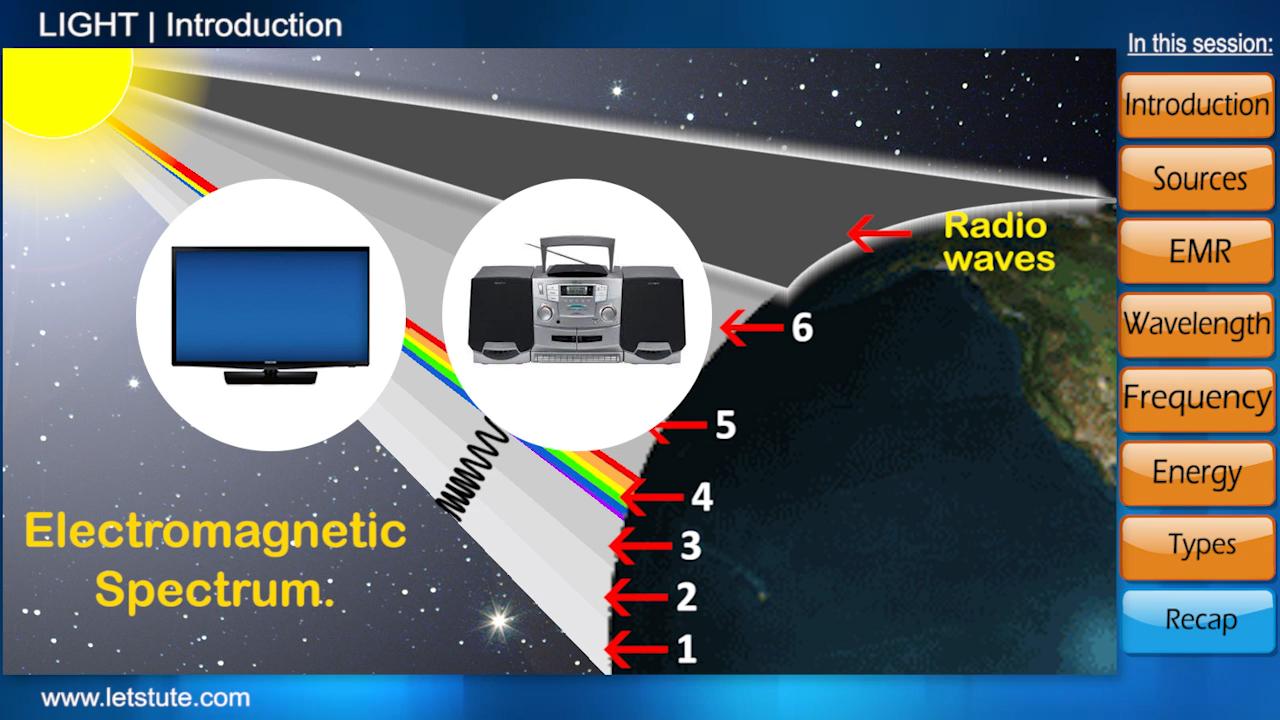 LIGHT | Introduction
In this session:
Introduction
Sources
EMR
Wavelength
Frequency
Energy
Types
Recap
Radio
waves
6
5
4
3
2
1
Electromagnetic
Spectrum.
www.letstute.com